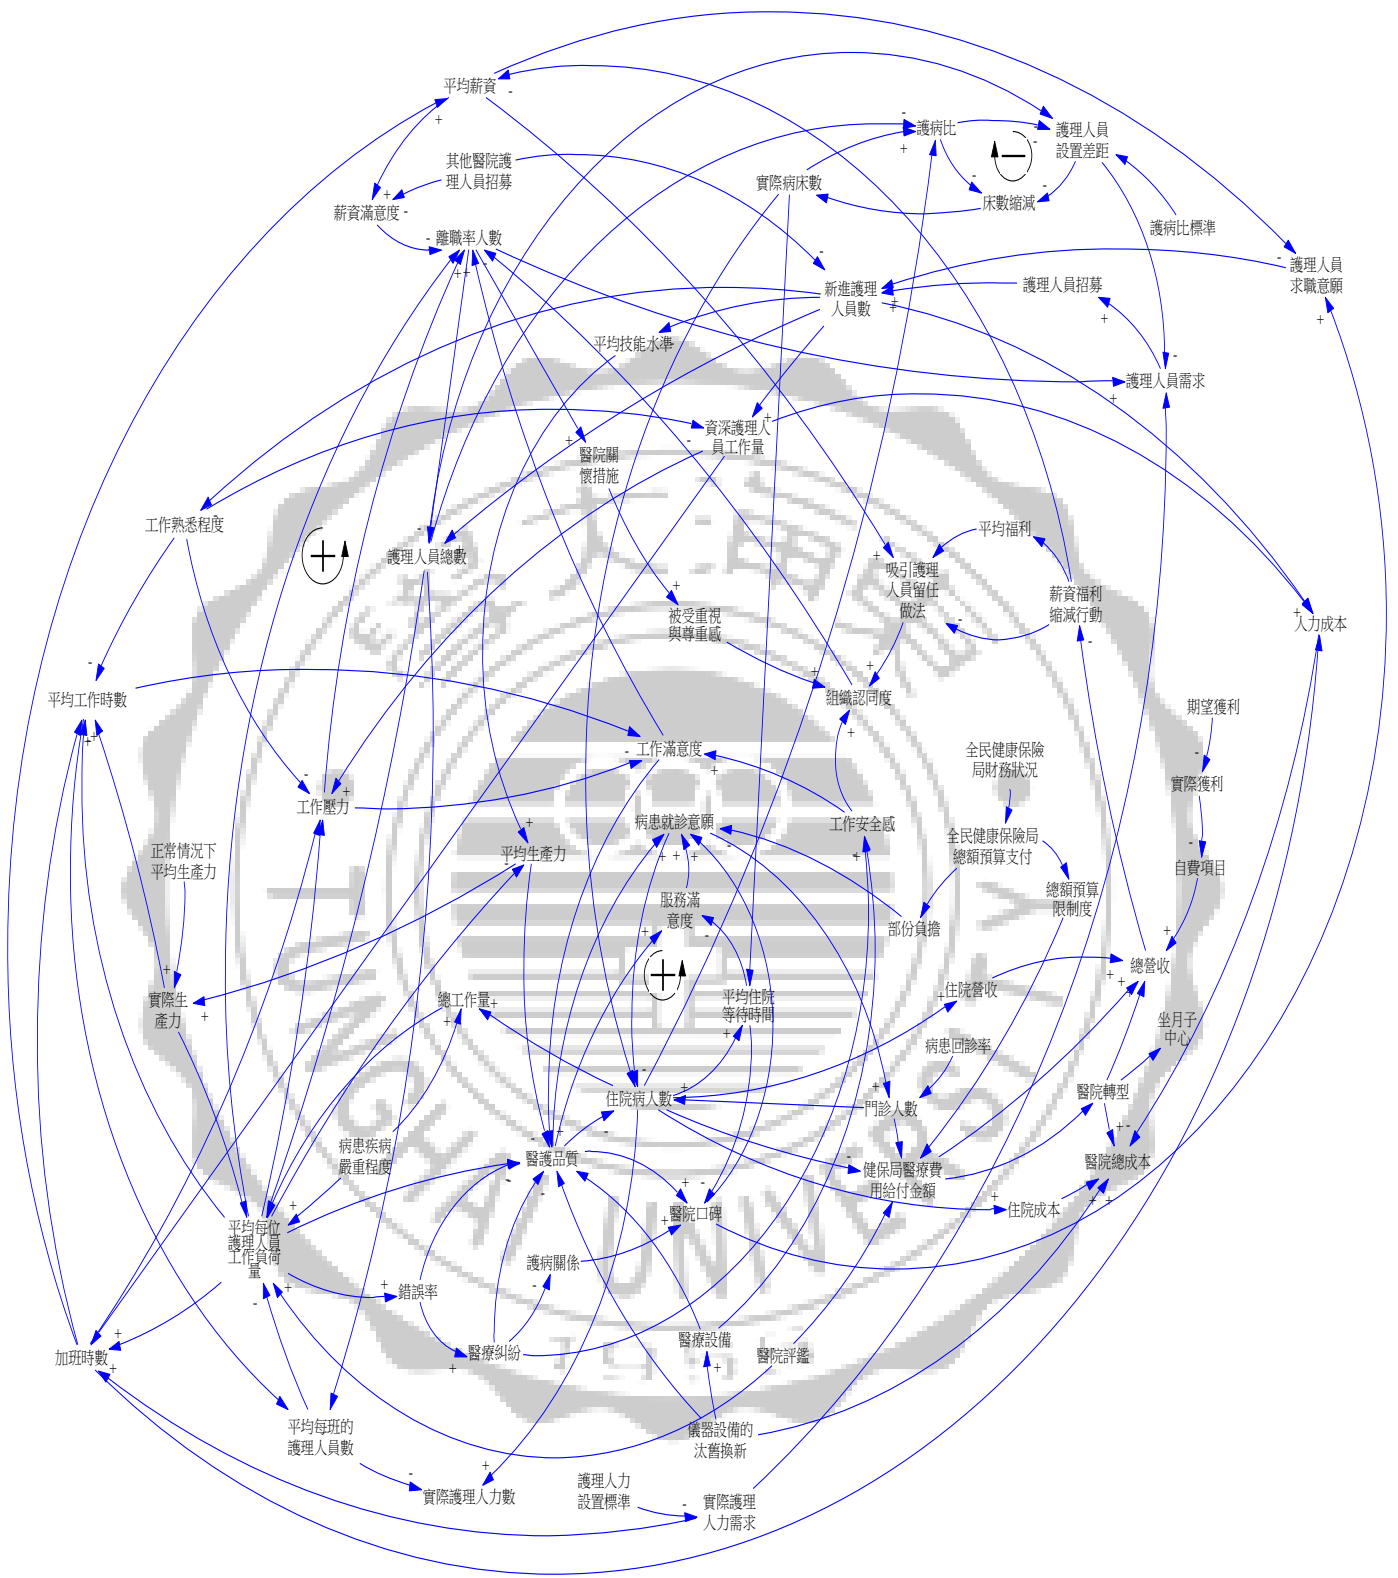 平均薪資
其他醫院護
理人員招募
薪資滿意度
離職率人數
護病比
護理人員
設置差距
實際病床數
床數縮減
護病比標準
護理人員
求職意願
新進護理
人員數
護理人員招募
平均技能水準
護理人員需求
資深護理人
員工作量
醫院關
懷措施
工作熟悉程度
護理人員總數
平均福利
吸引護理
人員留任
做法
薪資福利
縮減行動
被受重視
與尊重感
人力成本
平均工作時數
組織認同度
期望獲利
工作滿意度
全民健康保險
局財務狀況
實際獲利
工作壓力
病患就診意願
工作安全感
全民健康保險局
總額預算支付
正常情況下
平均生產力
平均生產力
自費項目
總額預算
限制度
服務滿
意度
部份負擔
總營收
實際生
產力
總工作量
平均住院
等待時間
住院營收
坐月子
中心
病患回診率
住院病人數
門診人數
醫院轉型
病患疾病
嚴重程度
醫護品質
健保局醫療費
用給付金額
醫院總成本
平均每位
護理人員
工作負荷
量
醫院口碑
住院成本
護病關係
錯誤率
加班時數
醫療糾紛
醫療設備
醫院評鑑
平均每班的
護理人員數
儀器設備的
汰舊換新
實際護理人力數
護理人力
設置標準
實際護理
人力需求
UNIVERSITY
TUNGHAI